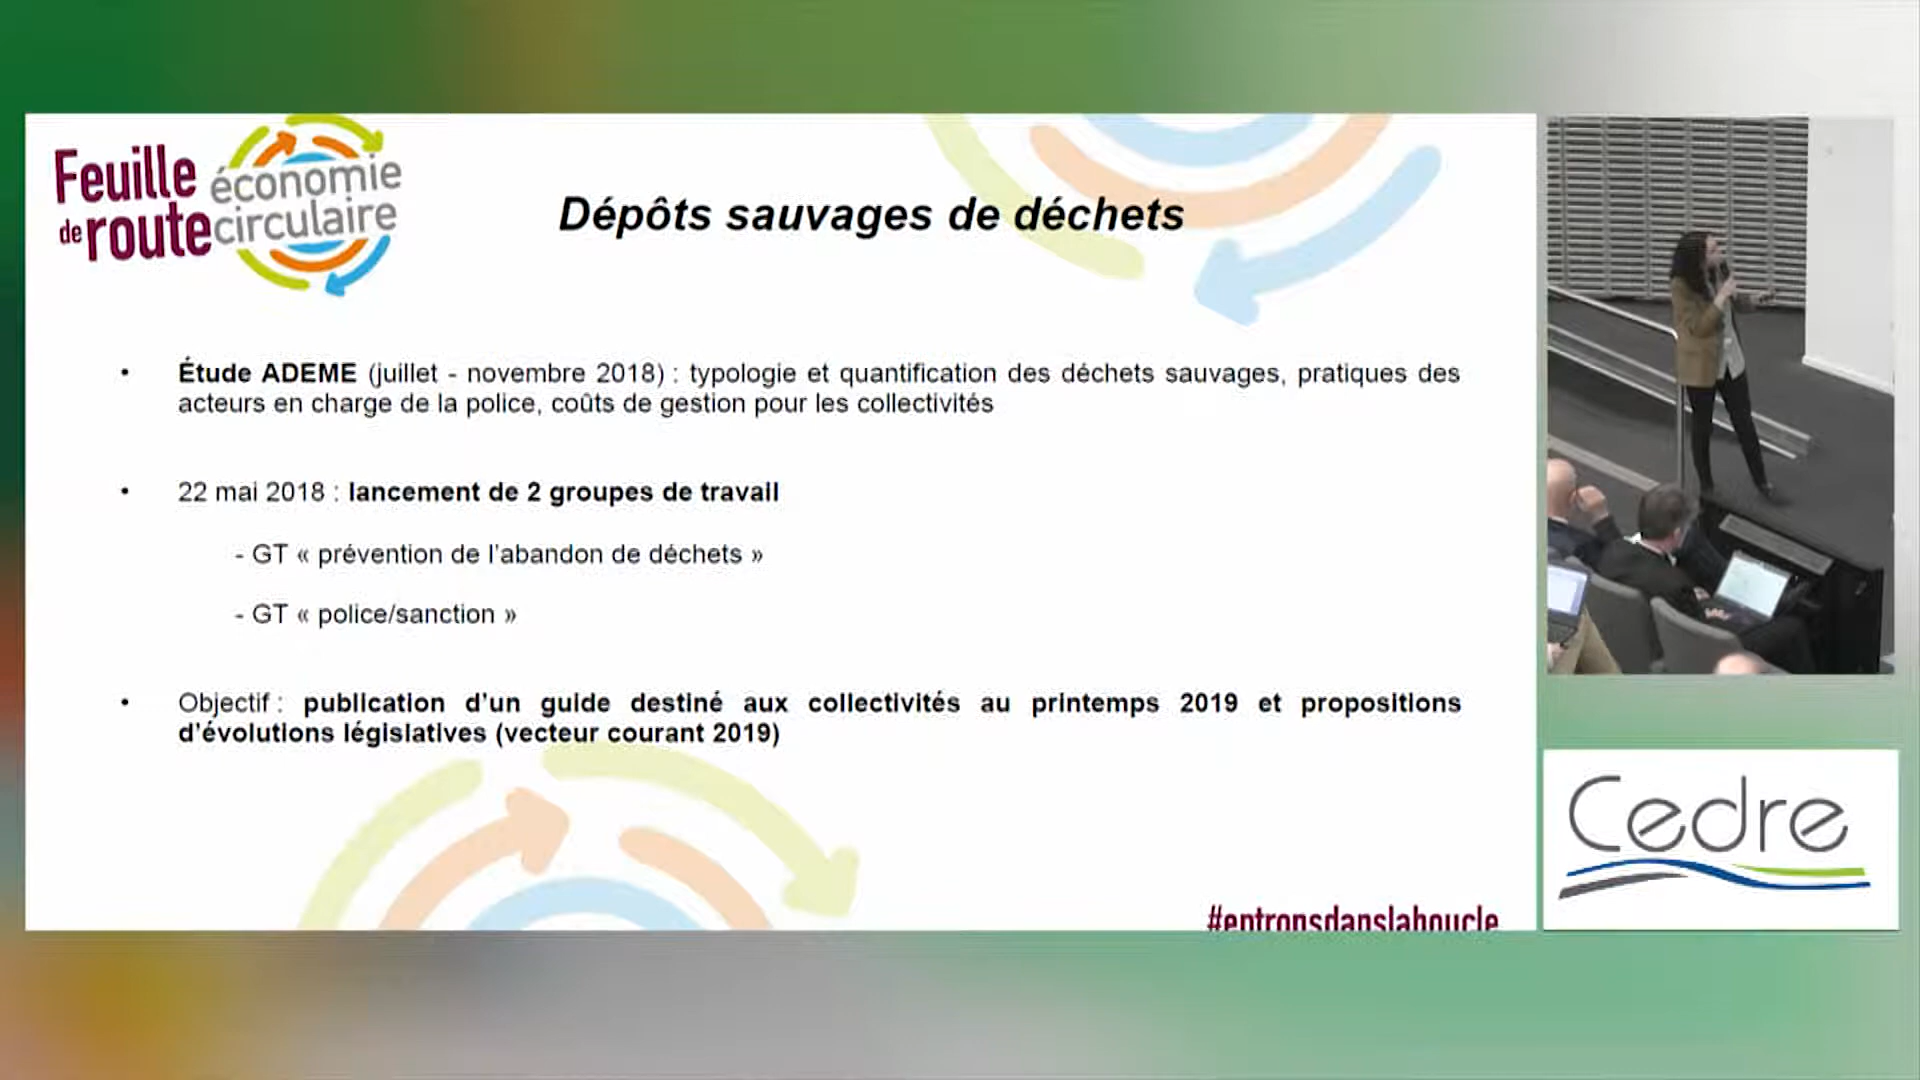 Feuille
de route
économie
circulaire
Dépôts sauvages de déchets
• Étude ADEME (juillet - novembre 2018) : typologie et quantification des déchets sauvages, pratiques des
acteurs en charge de la police, coûts de gestion pour les collectivités
• 22 mai 2018 : lancement de 2 groupes de travail
- GT « prévention de l'abandon de déchets »
- GT « police/sanction »
• Objectif : publication d'un guide destiné aux collectivités au printemps 2019 et propositions
d'évolutions législatives (vecteur courant 2019)
#entronsdanslaboucle
Cedre